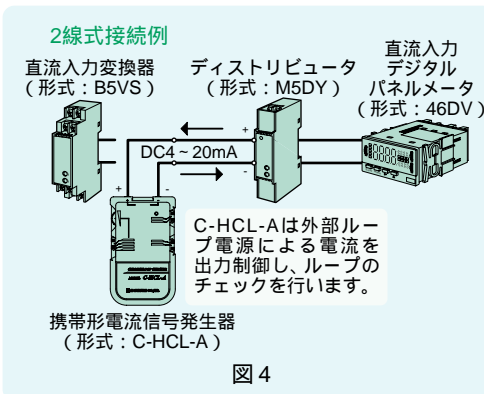 2線式接続例
直流入力変換器
（形式：B5VS）
ディストリビュータ
（形式：M5DY）
直流入力
デジタル
パネルメータ
（形式：46DV）
+
DC4～20mA
-
+
-
C-HCL-Aは外部ルー
プ電源による電流を
出力制御し、ループの
チェックを行います。
C-HCL-A
携帯形電流信号発生器
（形式：C-HCL-A）
図4